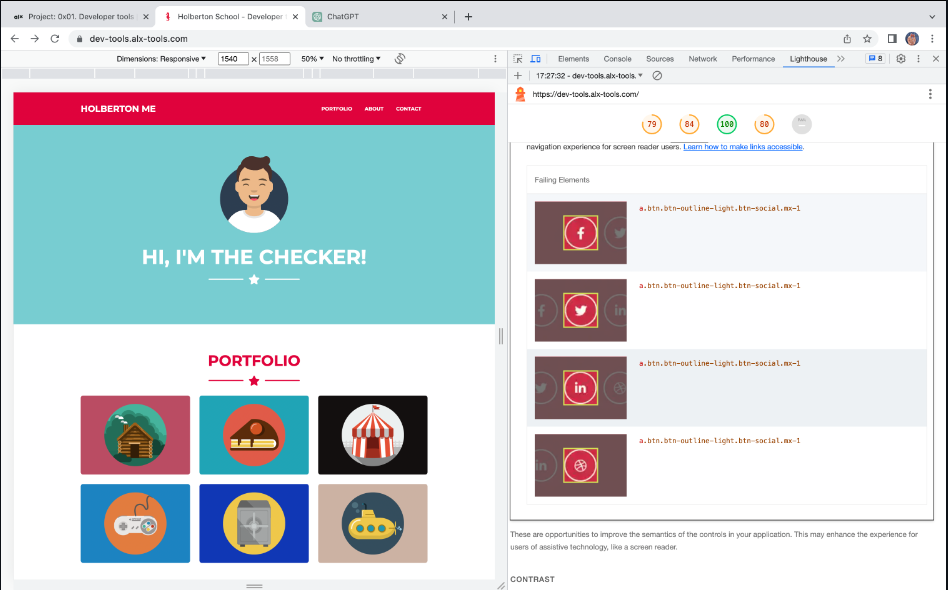 alx Project: 0x01. Developer tools
Holberton School - Developer
ChatGPT
dev-tools.alx-tools.com
Dimensions: Responsive
1540 x 1558
50%
No throttling
HOLBERTON ME
PORTFOLIO
ABOUT
CONTACT
HI, I'M THE CHECKER!
PORTFOLIO
Elements
Console
Sources
Network
Performance
Lighthouse
8
17:27:32 - dev-tools.alx-tools.
https://dev-tools.alx-tools.com/
79
84
100
80
navigation experience for screen reader users. Learn how to make links accessible.
Failing Elements
a.btn.btn-outline-light.btn-social.mx-1
a.btn.btn-outline-light.btn-social.mx-1
in
a.btn.btn-outline-light.btn-social.mx-1
in
a.btn.btn-outline-light.btn-social.mx-1
in
These are opportunities to improve the semantics of the controls in your application. This may enhance the experience for
users of assistive technology, like a screen reader.
CONTRAST